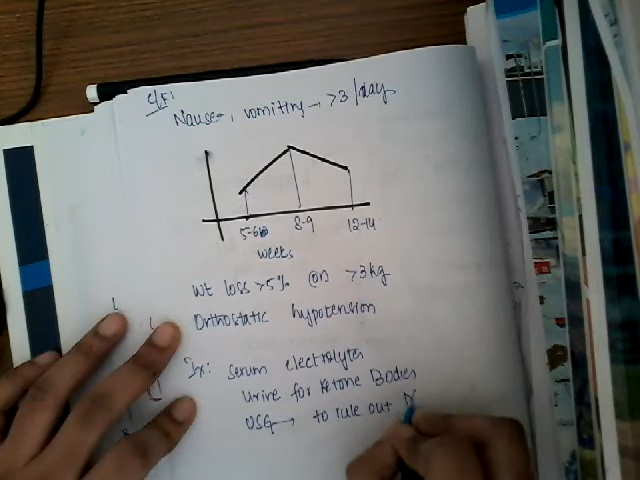 C/F:
Nausea, vomiting → >3/day
5-6
8-9
12-14
weeks
Wt loss >5% (or) >3kg
Orthostatic hypotension
Ix: serum electrolytes
Urine for Ketone Bodies
USG → to rule out